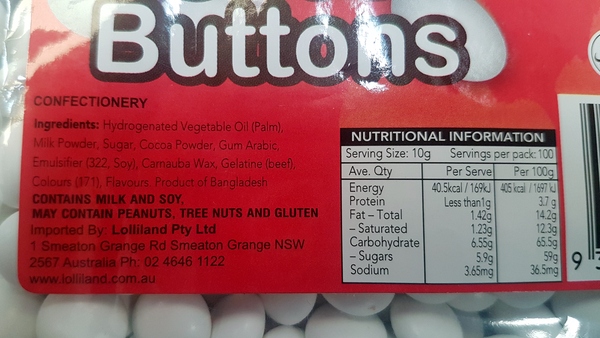 Buttons
CONFECTIONERY
Ingredients: Hydrogenated Vegetable Oil (Palm),
Milk Powder, Sugar, Cocoa Powder, Gum Arabic,
Emulsifier (322, Soy), Carnauba Wax, Gelatine (beef),
Colours (171), Flavours. Product of Bangladesh
CONTAINS MILK AND SOY,
MAY CONTAIN PEANUTS, TREE NUTS AND GLUTEN
Imported By: Lolliland Pty Ltd
1 Smeaton Grange Rd Smeaton Grange NSW
2567 Australia Ph: 02 4646 1122
www.lolliland.com.au
NUTRITIONAL INFORMATION
Serving Size: 10g Servings per pack: 100
Ave. Qty Per Serve Per 100g
Energy 40.5kcal / 169kJ 405 kcal / 1697 kJ
Protein Less than1g 3.7 g
Fat – Total 1.42g 14.2g
– Saturated 1.23g 12.3g
Carbohydrate 6.55g 65.5g
– Sugars 5.9g 59g
Sodium 3.65mg 36.5mg
9